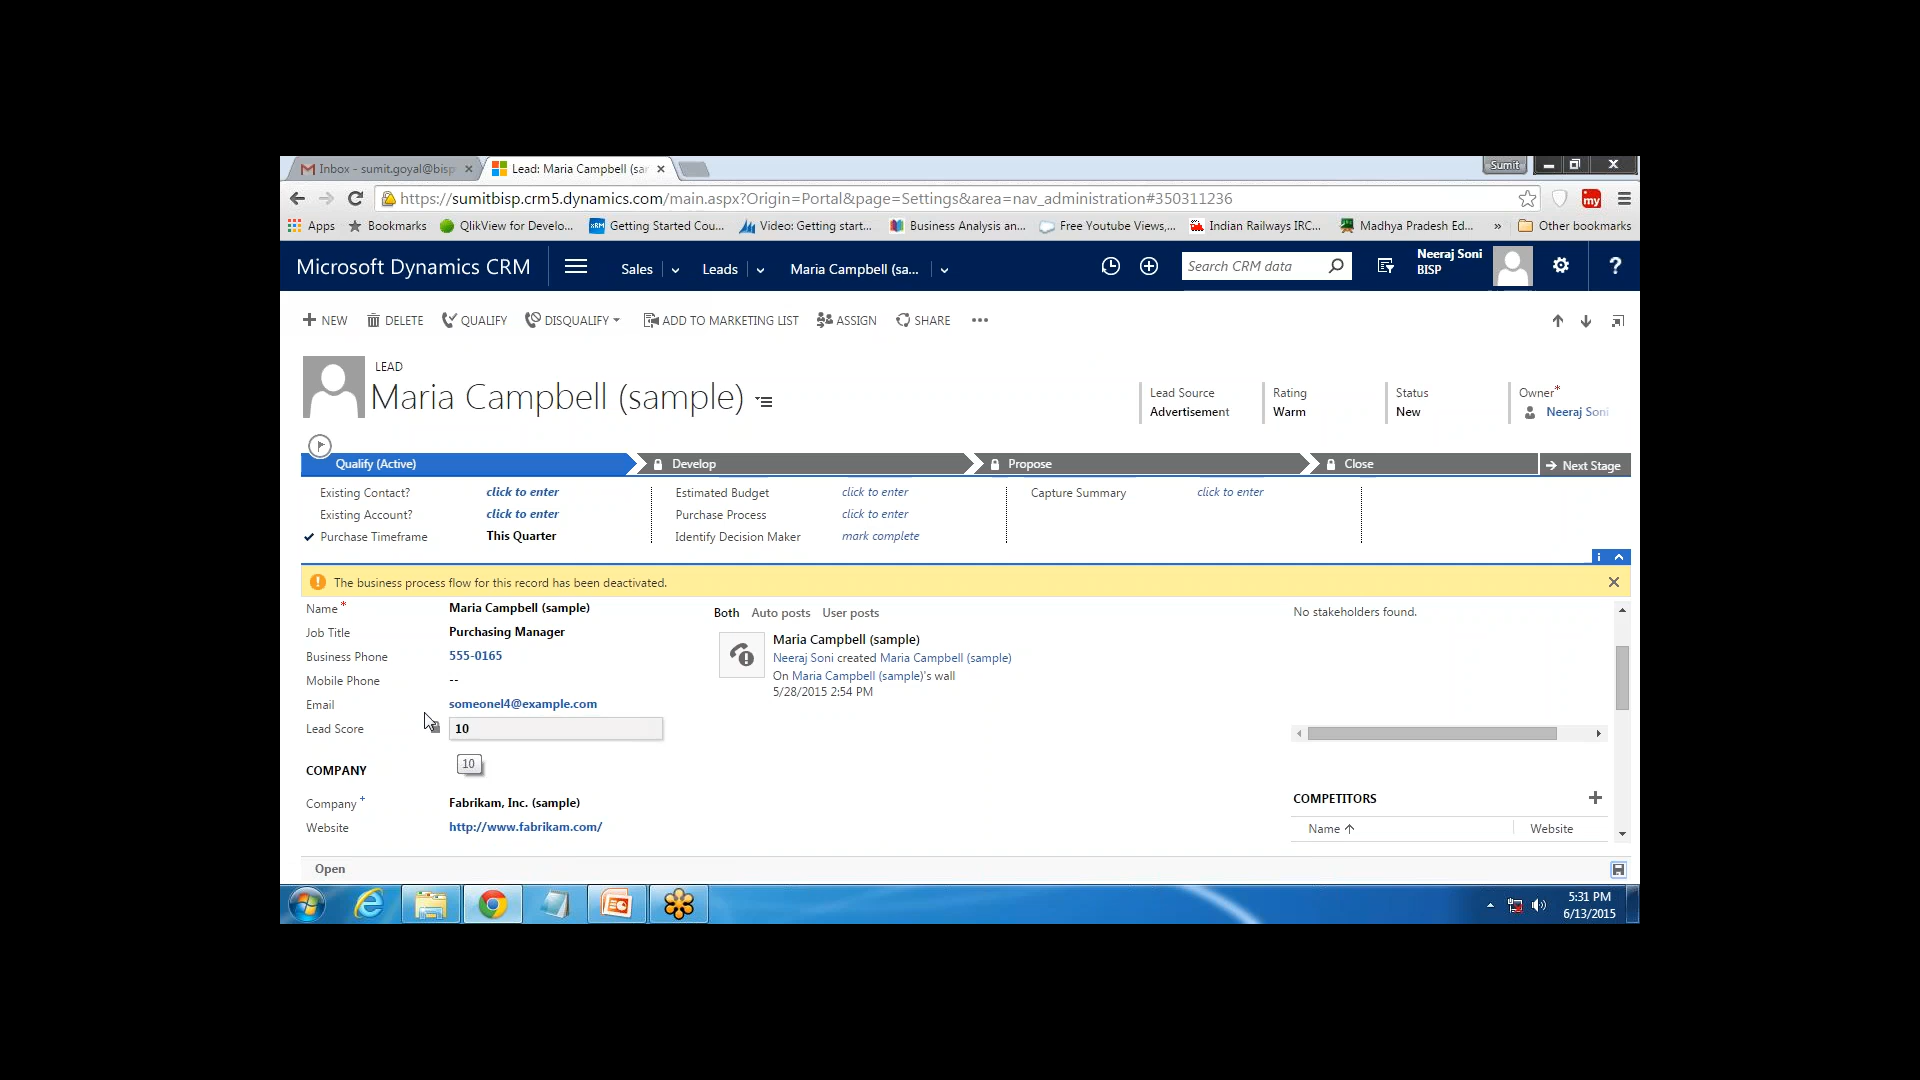 Inbox - sumit.goyal@bisp
Lead: Maria Campbell (sa
Sumit
https://sumitbisp.crm5.dynamics.com/main.aspx?Origin=Portal&page=Settings&area=nav_administration#350311236
my
Apps Bookmarks QlikView for Develo... XRM Getting Started Cou... Video: Getting start... Business Analysis an... Free Youtube Views,... Indian Railways IRC... Madhya Pradesh Ed... » Other bookmarks
Microsoft Dynamics CRM Sales Leads Maria Campbell (sa... Search CRM data Neeraj Soni
BISP ?
NEW DELETE QUALIFY DISQUALIFY ADD TO MARKETING LIST ASSIGN SHARE •••
LEAD
Maria Campbell (sample)
Lead Source Rating Status Owner*
Advertisement Warm New Neeraj Soni
Qualify (Active) Develop Propose Close Next Stage
Existing Contact? click to enter Estimated Budget click to enter Capture Summary click to enter
Existing Account? click to enter Purchase Process click to enter
Purchase Timeframe This Quarter Identify Decision Maker mark complete
i
The business process flow for this record has been deactivated.
Name* Maria Campbell (sample)
Job Title Purchasing Manager
Business Phone 555-0165
Mobile Phone --
Email someonel4@example.com
Lead Score 10
10
COMPANY
Company+ Fabrikam, Inc. (sample)
Website http://www.fabrikam.com/
Both Auto posts User posts
Maria Campbell (sample)
Neeraj Soni created Maria Campbell (sample)
On Maria Campbell (sample)'s wall
5/28/2015 2:54 PM
No stakeholders found.
COMPETITORS
Name Website
Open
5:31 PM
6/13/2015